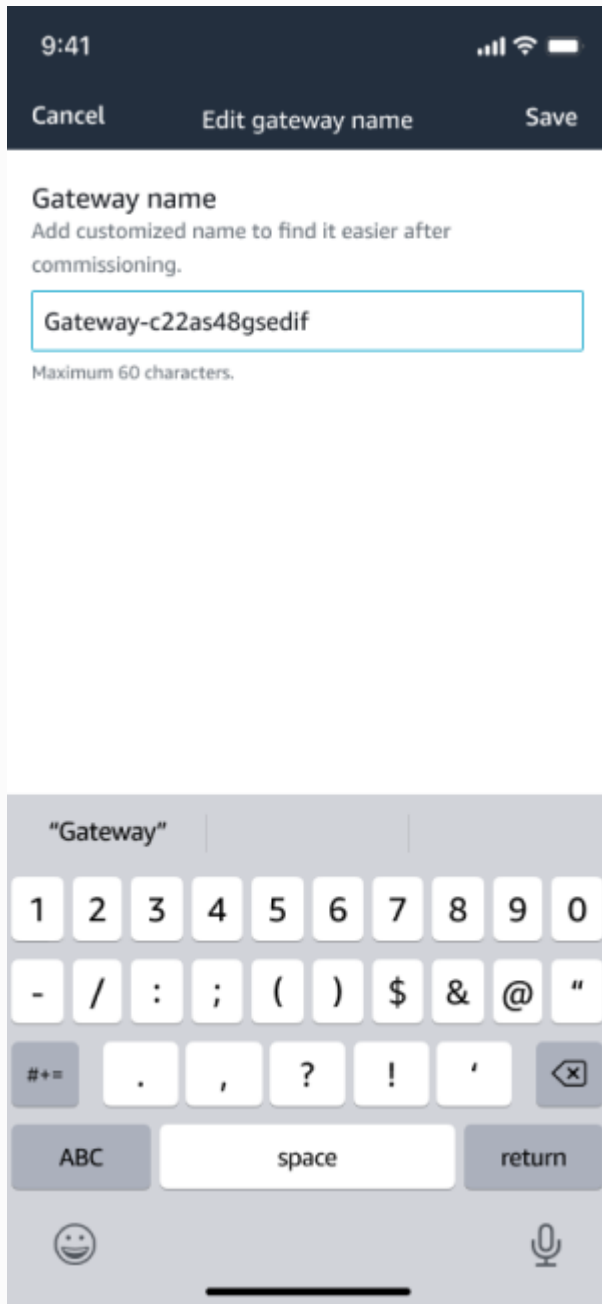 9:41
Cancel Edit gateway name Save
Gateway name
Add customized name to find it easier after
commissioning.
Gateway-c22as48gsedif
Maximum 60 characters.
“Gateway”
1 2 3 4 5 6 7 8 9 0
- / : ; ( ) $ & @ “
#+= . , ? ! ‘
ABC space return